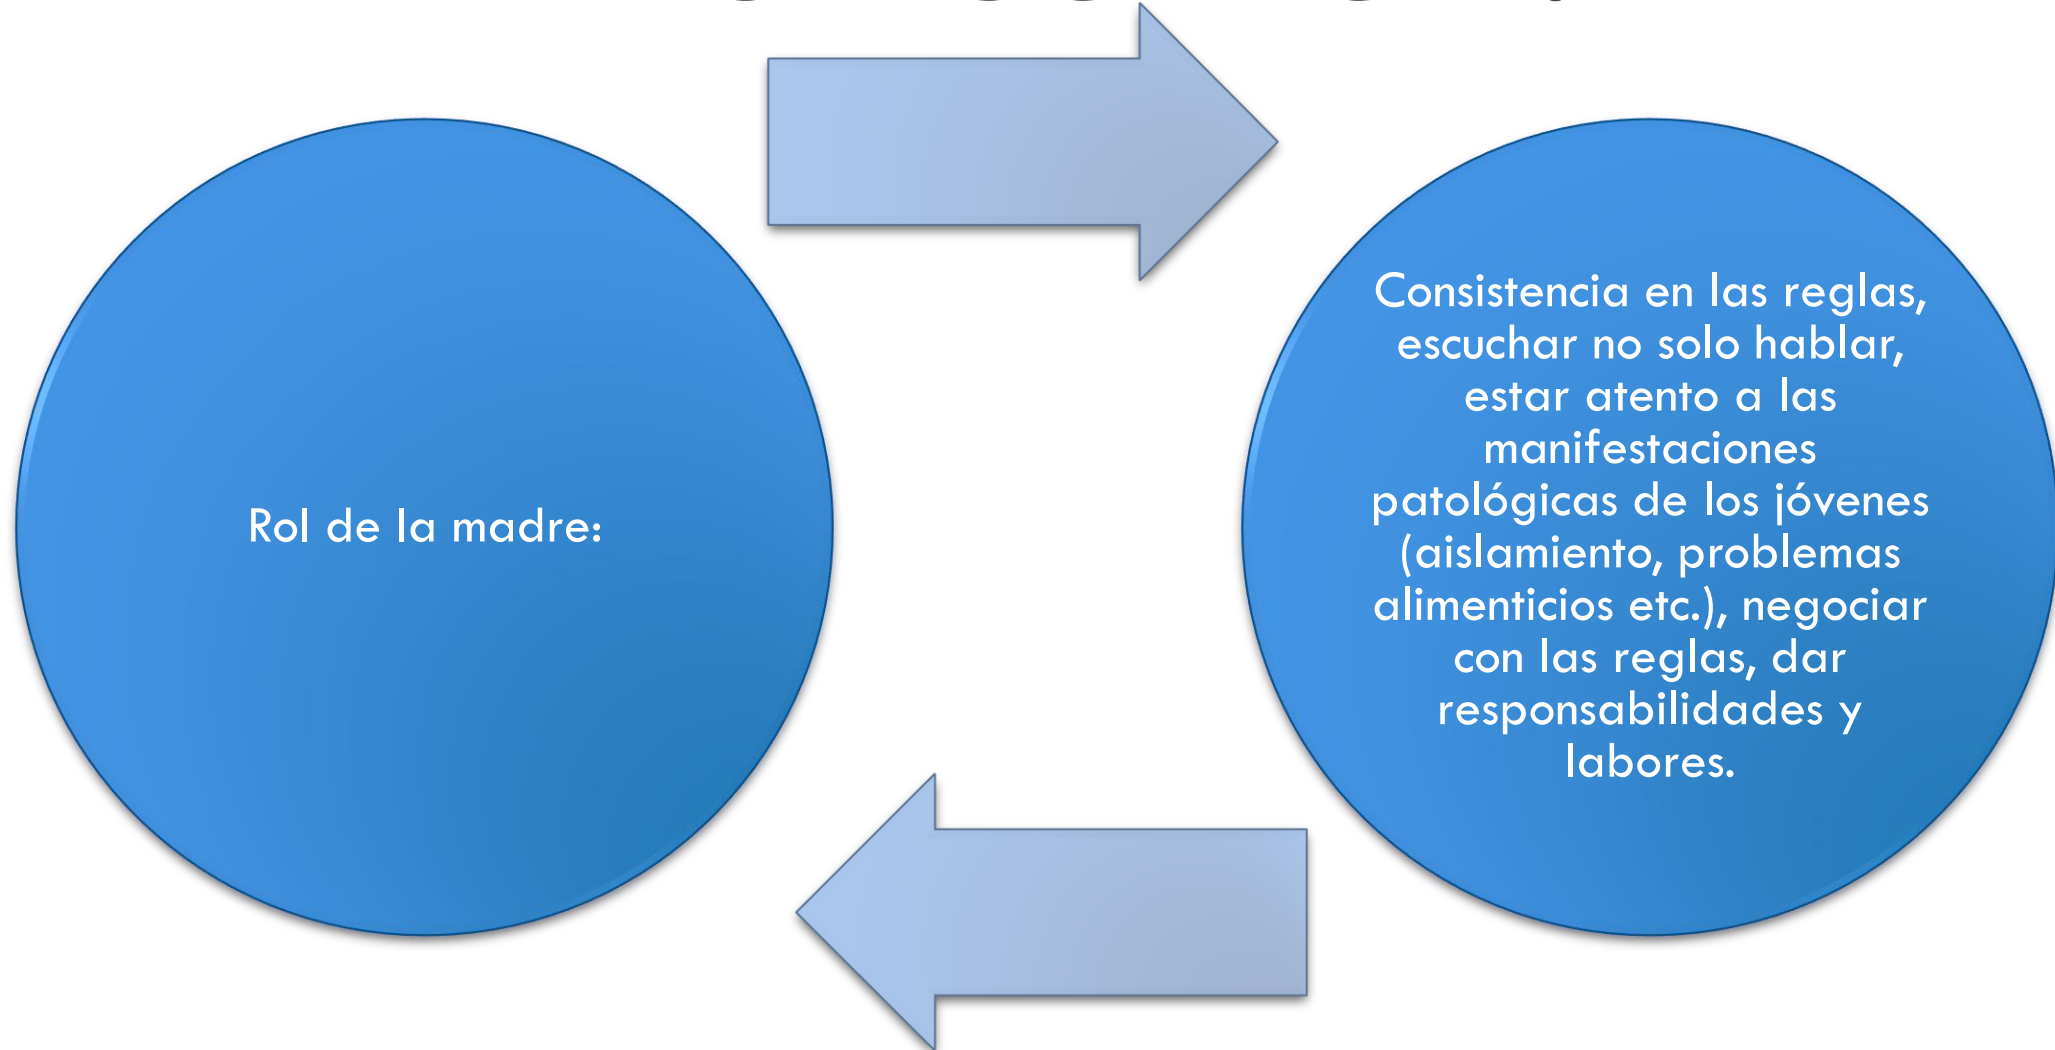 Rol de la madre:
Consistencia en las reglas,
escuchar no solo hablar,
estar atento a las
manifestaciones
patológicas de los jóvenes
(aislamiento, problemas
alimenticios etc.), negociar
con las reglas, dar
responsabilidades y
labores.